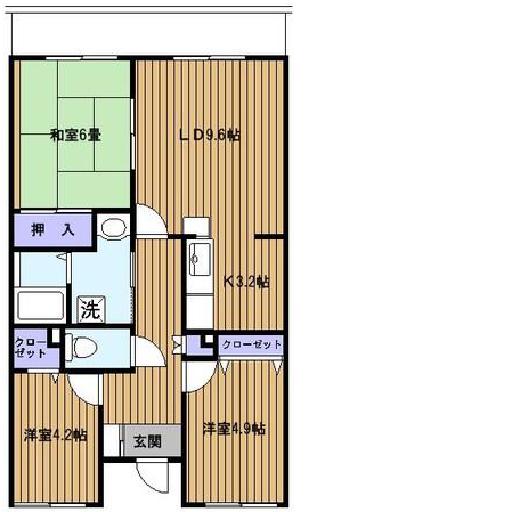 和室6畳
ＬＤ9.6帖
押 入
K3.2帖
洗
クロー
ゼット
クローゼット
洋室4.2帖
洋室4.9帖
玄関